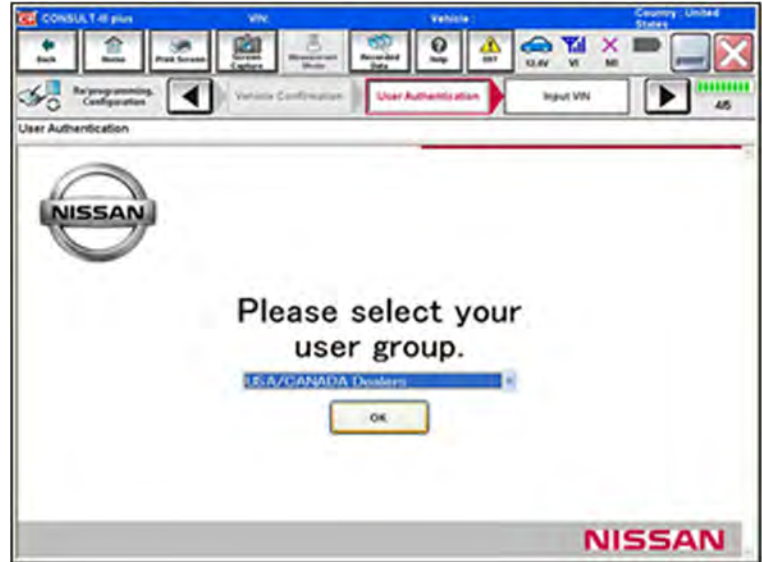 CONSULT-III plus VIN: Vehicle : Country : United States
Back Home Print Screen Screen Capture Measurement Mode Recorded Data Help ERT 12.4V VI MI
Re/programming, Configuration Vehicle Confirmation User Authentication Input VIN 4/5
User Authentication
NISSAN
Please select your
user group.
USA/CANADA Dealers
OK
NISSAN